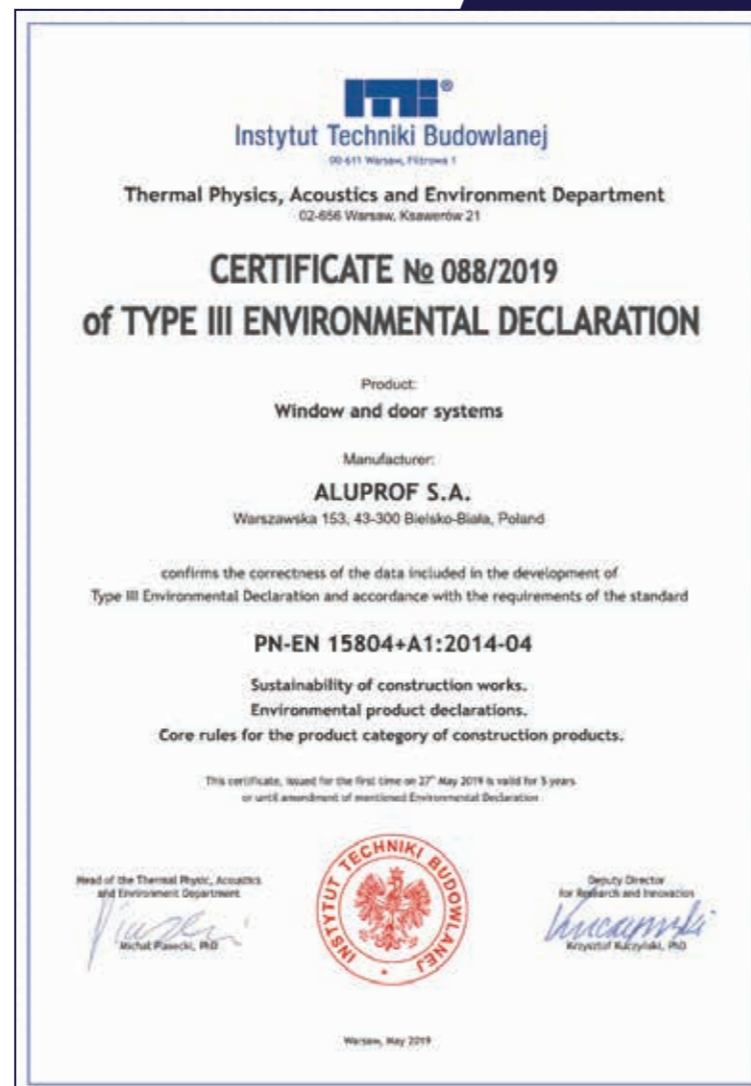 ITB®
Instytut Techniki Budowlanej
00-611 Warsaw, Filtrowa 1
Thermal Physics, Acoustics and Environment Department
02-656 Warsaw, Ksawerów 21
CERTIFICATE № 088/2019
of TYPE III ENVIRONMENTAL DECLARATION
Product:
Window and door systems
Manufacturer:
ALUPROF S.A.
Warszawska 153, 43-300 Bielsko-Biała, Poland
confirms the correctness of the data included in the development of
Type III Environmental Declaration and accordance with the requirements of the standard
PN-EN 15804+A1:2014-04
Sustainability of construction works.
Environmental product declarations.
Core rules for the product category of construction products.
This certificate, issued for the first time on 27th May 2019 is valid for 5 years
or until amendment of mentioned Environmental Declaration
Head of the Thermal Physic, Acoustics
and Environment Department
Michał Piasecki, PhD
INSTYTUT TECHNIKI BUDOWLANEJ
Deputy Director
for Research and Innovation
Krzysztof Kuczyński, PhD
Warsaw, May 2019